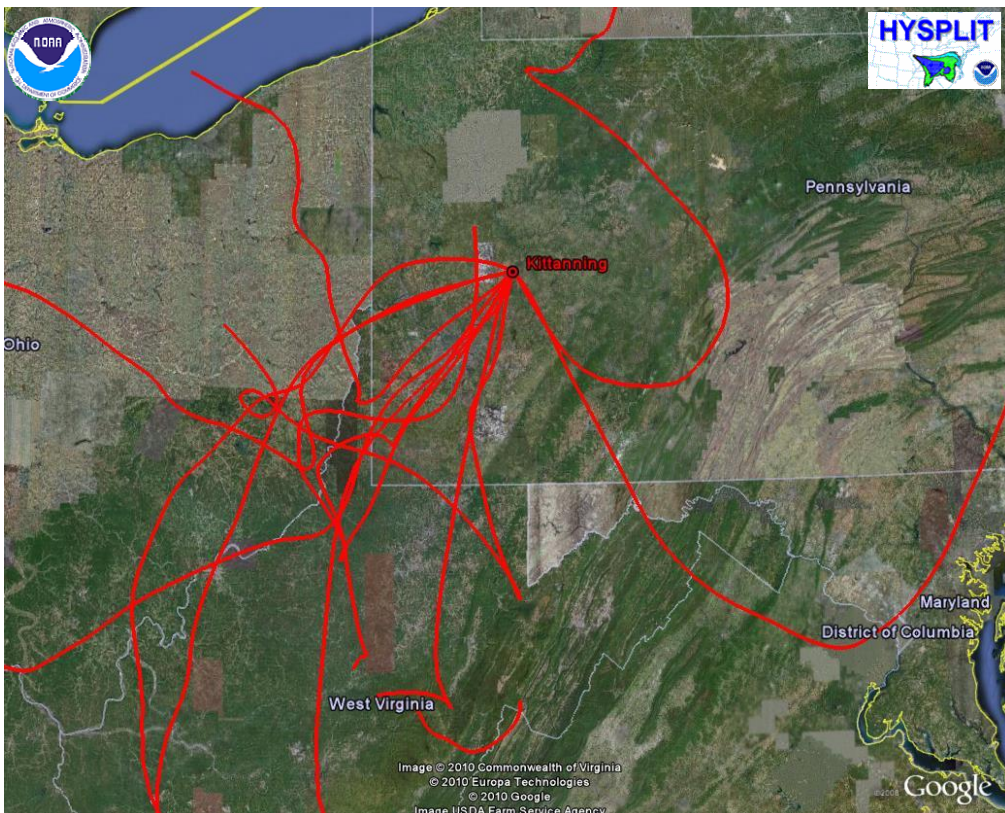 NOAA
HYSPLIT
Pennsylvania
Kittanning
Ohio
Maryland
District of Columbia
West Virginia
Image © 2010 Commonwealth of Virginia
© 2010 Europa Technologies
© 2010 Google
Image USDA Farm Service Agency
Google